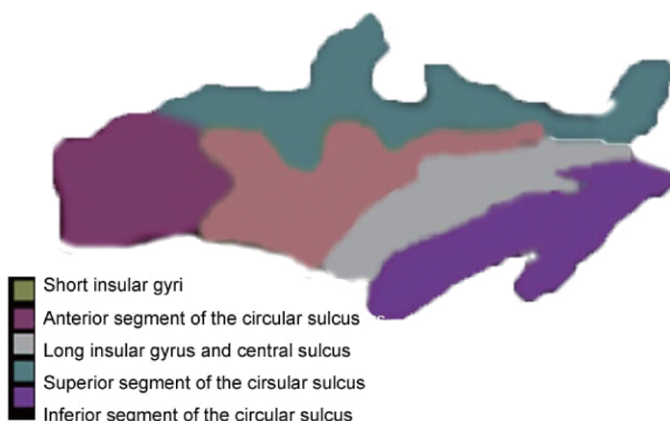 Short insular gyri
Anterior segment of the circular sulcus
Long insular gyrus and central sulcus
Superior segment of the cirsular sulcus
Inferior segment of the circular sulcus